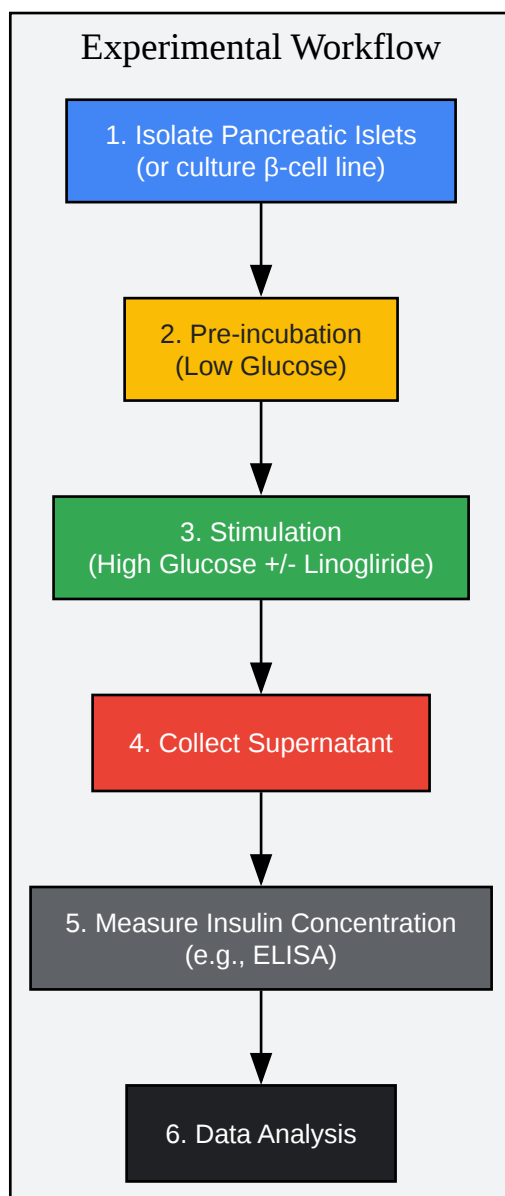 Experimental Workflow
1. Isolate Pancreatic Islets
(or culture β-cell line)
2. Pre-incubation
(Low Glucose)
3. Stimulation
(High Glucose +/- Linogliride)
4. Collect Supernatant
5. Measure Insulin Concentration
(e.g., ELISA)
6. Data Analysis